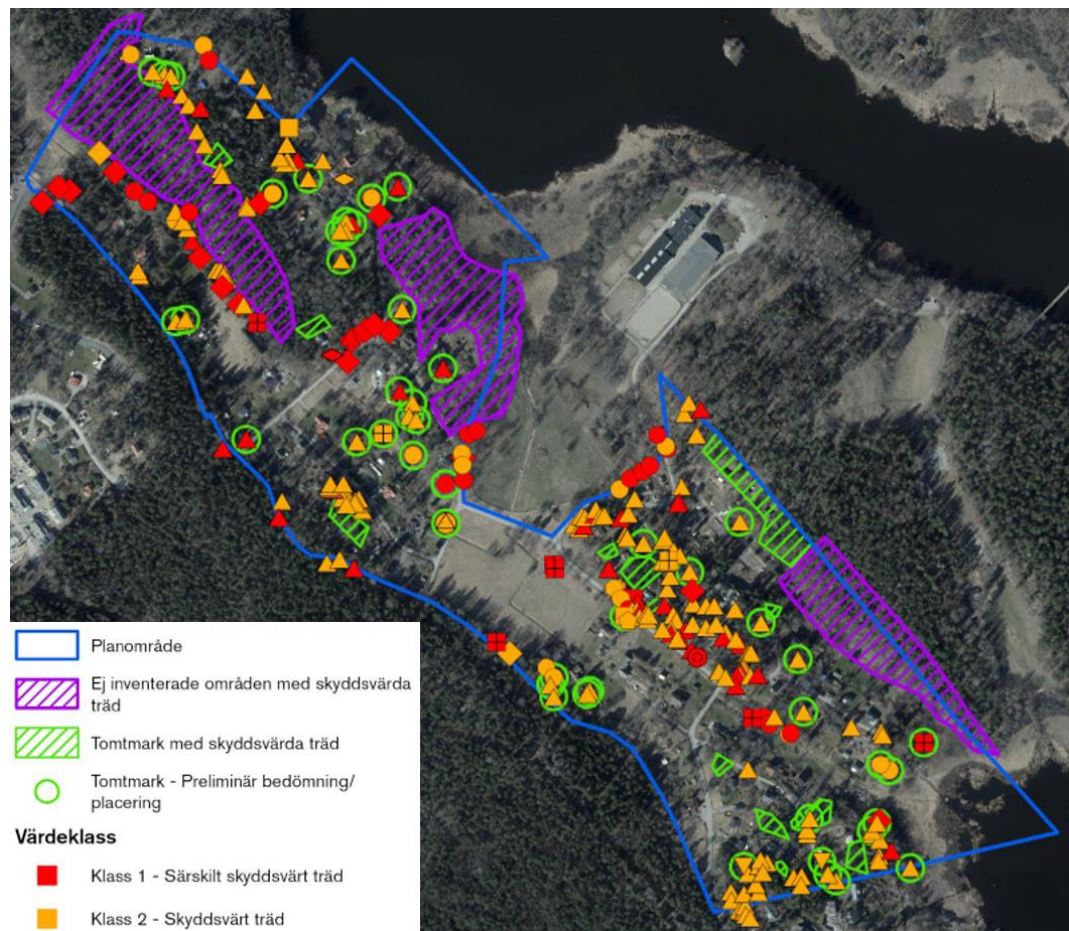 Planområde
Ej inventerade områden med skyddsvärda
träd
Tomtmark med skyddsvärda träd
Tomtmark - Preliminär bedömning/
placering
Värdeklass
Klass 1 - Särskilt skyddsvärt träd
Klass 2 - Skyddsvärt träd